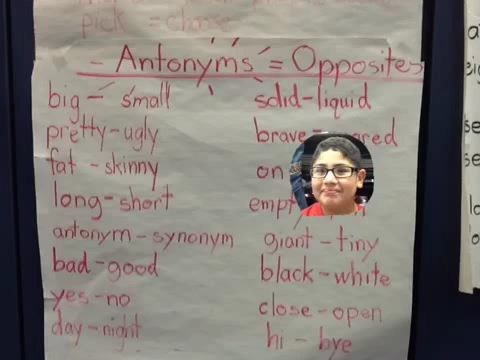 pick = choose
- Antonyms = Opposites
big - small
pretty-ugly
fat - skinny
long-short
antonym - synonym
bad-good
yes-no
day-night
solid-liquid
brave-
on
giant-tiny
black-white
close-open
hi - bye